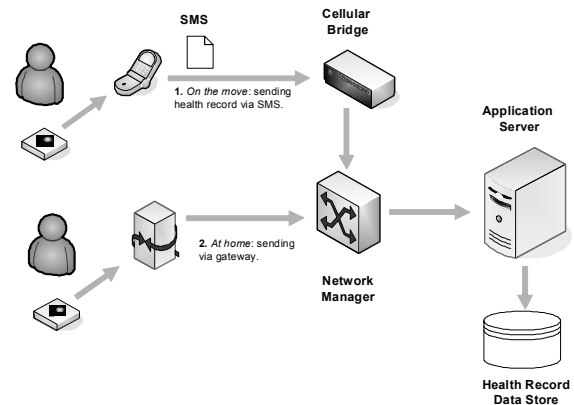 SMS
Cellular
Bridge
1. On the move: sending
health record via SMS.
Application
Server
2. At home: sending
via gateway.
Network
Manager
Health Record
Data Store